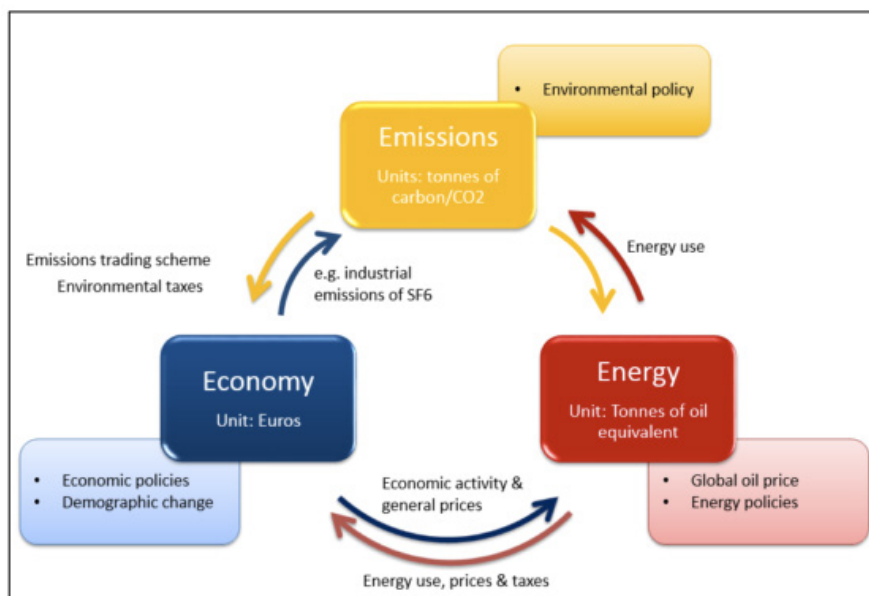 • Environmental policy
Emissions
Units: tonnes of
carbon/CO2
Energy use
Emissions trading scheme
Environmental taxes
e.g. industrial
emissions of SF6
Economy
Unit: Euros
Energy
Unit: Tonnes of oil
equivalent
• Economic policies
• Demographic change
Economic activity &
general prices
• Global oil price
• Energy policies
Energy use, prices & taxes